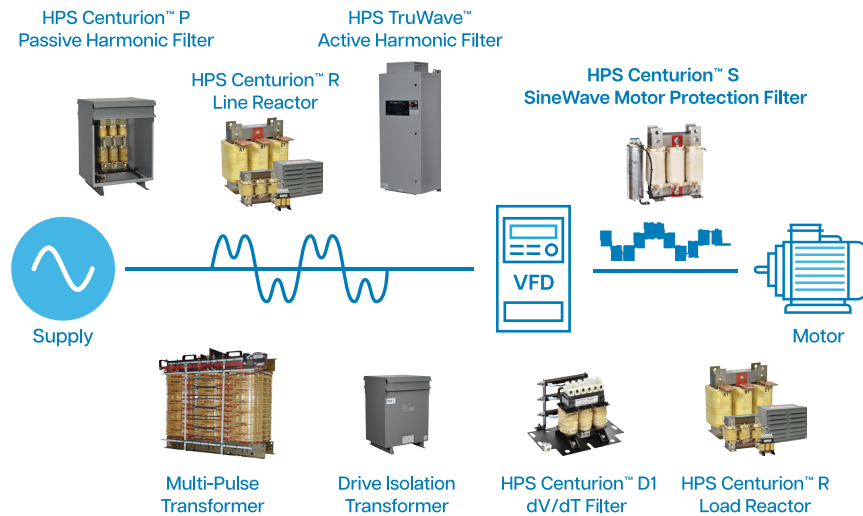 HPS Centurion™ P
Passive Harmonic Filter
HPS TruWave™
Active Harmonic Filter
HPS Centurion™ R
Line Reactor
HPS Centurion™ S
SineWave Motor Protection Filter
VFD
Supply
Motor
Multi-Pulse
Transformer
Drive Isolation
Transformer
HPS Centurion™ D1
dV/dT Filter
HPS Centurion™ R
Load Reactor